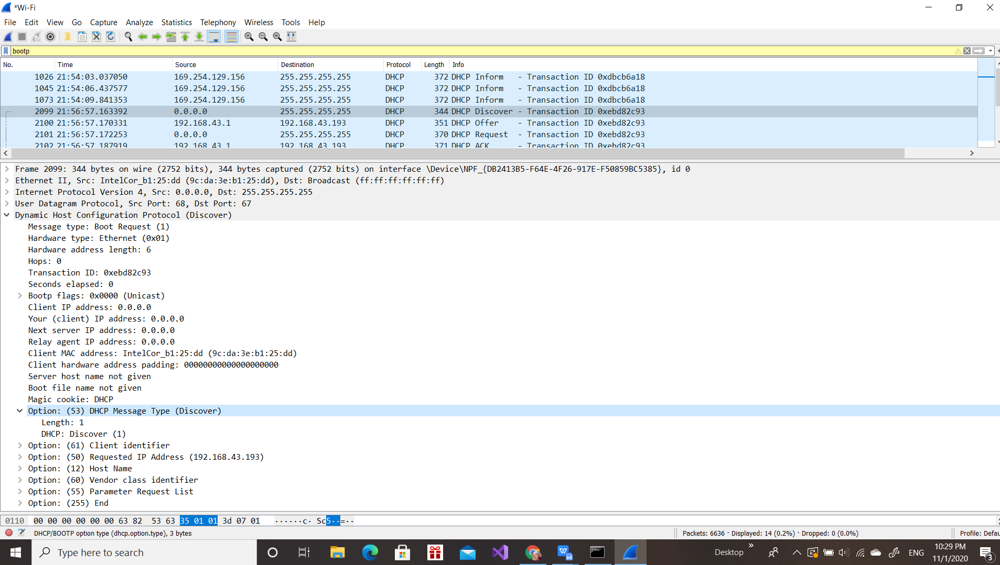 *Wi-Fi
File Edit View Go Capture Analyze Statistics Telephony Wireless Tools Help
bootp
No. Time Source Destination Protocol Length Info
1026 21:54:03.037050 169.254.129.156 255.255.255.255 DHCP 372 DHCP Inform - Transaction ID 0xdbcb6a18
1045 21:54:06.437577 169.254.129.156 255.255.255.255 DHCP 372 DHCP Inform - Transaction ID 0xdbcb6a18
1073 21:54:09.841353 169.254.129.156 255.255.255.255 DHCP 372 DHCP Inform - Transaction ID 0xdbcb6a18
2099 21:56:57.163392 0.0.0.0 255.255.255.255 DHCP 344 DHCP Discover - Transaction ID 0xebd82c93
2100 21:56:57.170331 192.168.43.1 192.168.43.193 DHCP 351 DHCP Offer - Transaction ID 0xebd82c93
2101 21:56:57.172253 0.0.0.0 255.255.255.255 DHCP 370 DHCP Request - Transaction ID 0xebd82c93
2102 21:56:57.187919 192.168.43.1 192.168.43.193 DHCP 371 DHCP ACK - Transaction ID 0xebd82c93
Frame 2099: 344 bytes on wire (2752 bits), 344 bytes captured (2752 bits) on interface \Device\NPF_{DB2413B5-F64E-4F26-917E-F50859BC5385}, id 0
Ethernet II, Src: IntelCor_b1:25:dd (9c:da:3e:b1:25:dd), Dst: Broadcast (ff:ff:ff:ff:ff:ff)
Internet Protocol Version 4, Src: 0.0.0.0, Dst: 255.255.255.255
User Datagram Protocol, Src Port: 68, Dst Port: 67
Dynamic Host Configuration Protocol (Discover)
Message type: Boot Request (1)
Hardware type: Ethernet (0x01)
Hardware address length: 6
Hops: 0
Transaction ID: 0xebd82c93
Seconds elapsed: 0
Bootp flags: 0x0000 (Unicast)
Client IP address: 0.0.0.0
Your (client) IP address: 0.0.0.0
Next server IP address: 0.0.0.0
Relay agent IP address: 0.0.0.0
Client MAC address: IntelCor_b1:25:dd (9c:da:3e:b1:25:dd)
Client hardware address padding: 00000000000000000000
Server host name not given
Boot file name not given
Magic cookie: DHCP
Option: (53) DHCP Message Type (Discover)
Length: 1
DHCP: Discover (1)
Option: (61) Client identifier
Option: (50) Requested IP Address (192.168.43.193)
Option: (12) Host Name
Option: (60) Vendor class identifier
Option: (55) Parameter Request List
Option: (255) End
0110 00 00 00 00 00 00 63 82 53 63 35 01 01 3d 07 01 ······c· Sc5··=··
DHCP/BOOTP option type (dhcp.option.type), 3 bytes Packets: 6636 · Displayed: 14 (0.2%) · Dropped: 0 (0.0%) Profile: Defau
Type here to search Desktop ENG 10:29 PM
11/1/2020 3